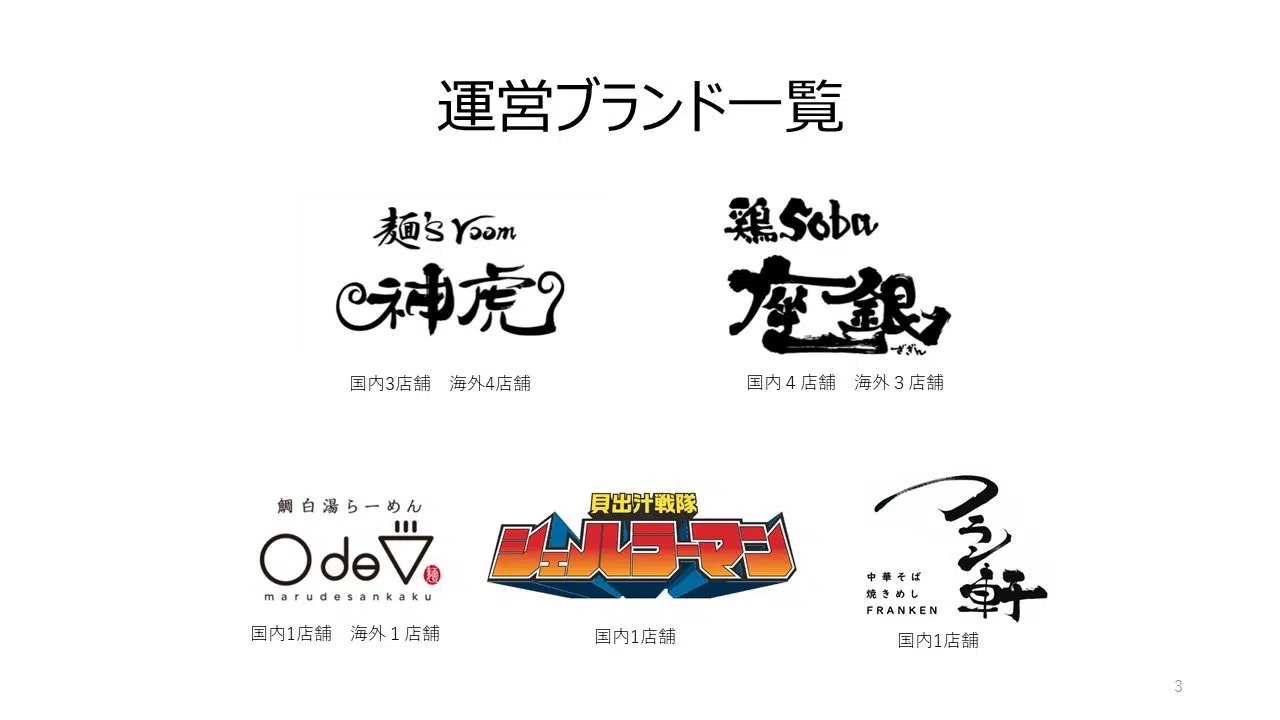 運営ブランド一覧
麺's room
神虎
国内3店舗　海外4店舗
鶏Soba
座銀
ざぎん
国内４店舗　海外３店舗
鯛白湯らーめん
○de▽
麺
marudesankaku
国内1店舗　海外１店舗
貝出汁戦隊
シェルラーマン
国内1店舗
フラン軒
中華そば
焼きめし
FRANKEN
国内1店舗
3